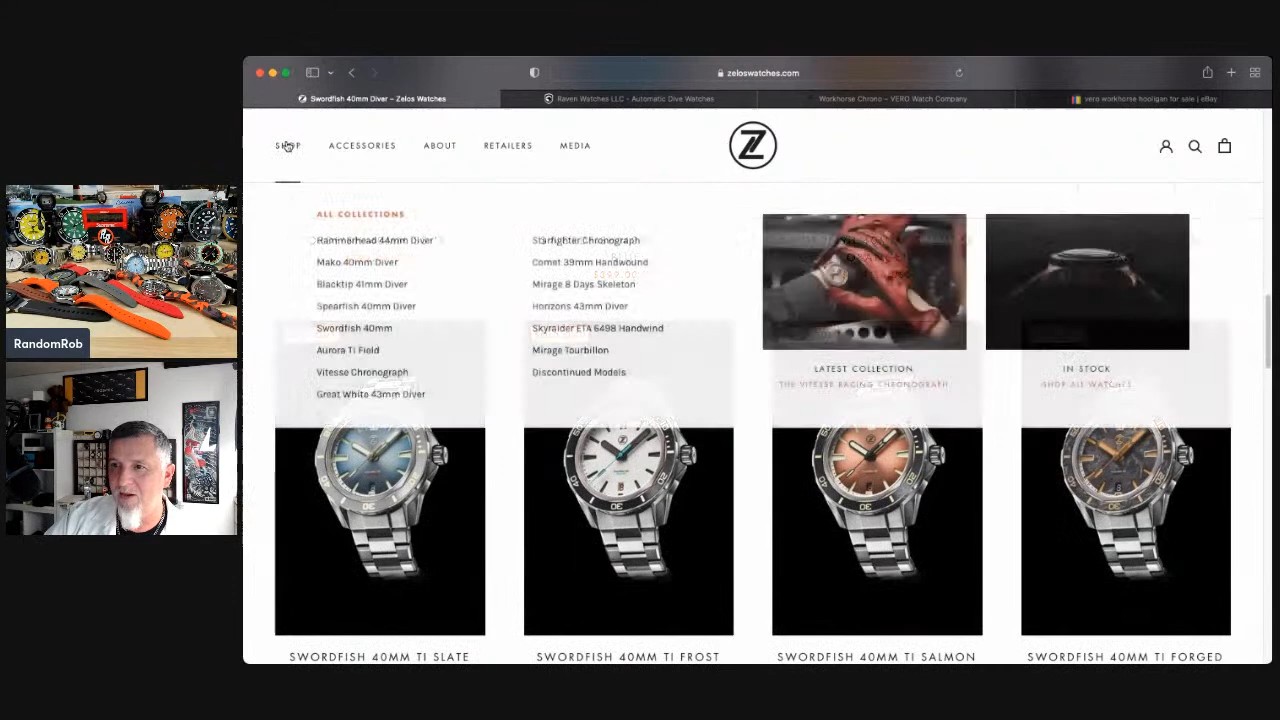 zeloswatches.com
Swordfish 40mm Diver – Zelos Watches
Raven Watches LLC - Automatic Dive Watches
Workhorse Chrono – VERO Watch Company
vero workhorse hooligan for sale | eBay
SHOP
ACCESSORIES
ABOUT
RETAILERS
MEDIA
Z
ALL COLLECTIONS
Hammerhead 44mm Diver
Mako 40mm Diver
Blacktip 41mm Diver
Spearfish 40mm Diver
Swordfish 40mm
Aurora Ti Field
Vitesse Chronograph
Great White 43mm Diver
Starfighter Chronograph
Comet 39mm Handwound
Mirage 8 Days Skeleton
Horizons 43mm Diver
Skyraider ETA 6498 Handwind
Mirage Tourbillon
Discontinued Models
LATEST COLLECTION
THE VITESSE RACING CHRONOGRAPH
IN STOCK
SHOP ALL WATCHES
SWORDFISH 40MM TI SLATE
SWORDFISH 40MM TI FROST
SWORDFISH 40MM TI SALMON
SWORDFISH 40MM TI FORGED
RandomRob